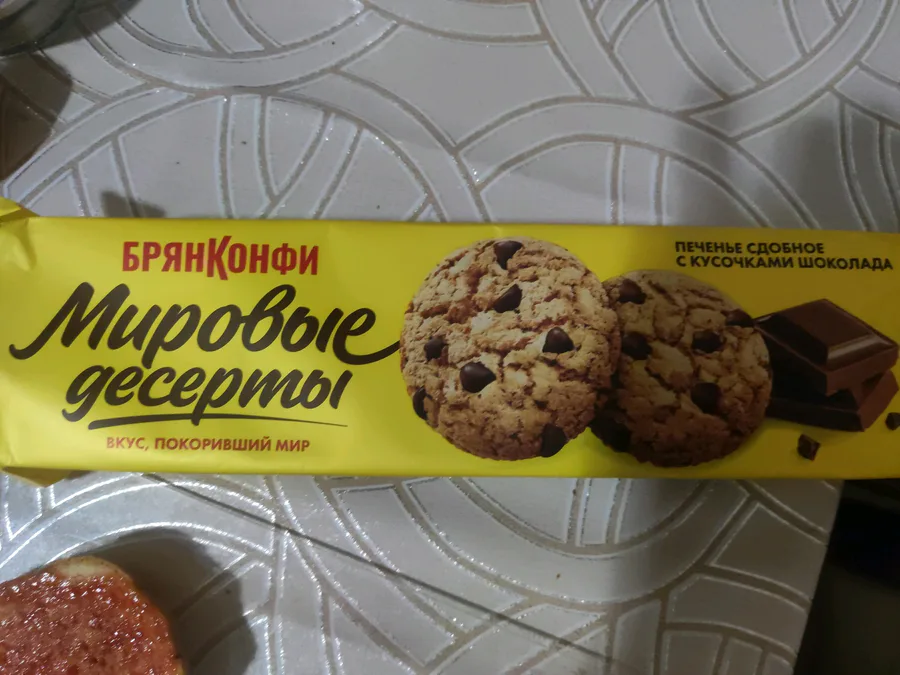 БРЯНКОНФИ
Мировые
десерты
ВКУС, ПОКОРИВШИЙ МИР
ПЕЧЕНЬЕ СДОБНОЕ
С КУСОЧКАМИ ШОКОЛАДА